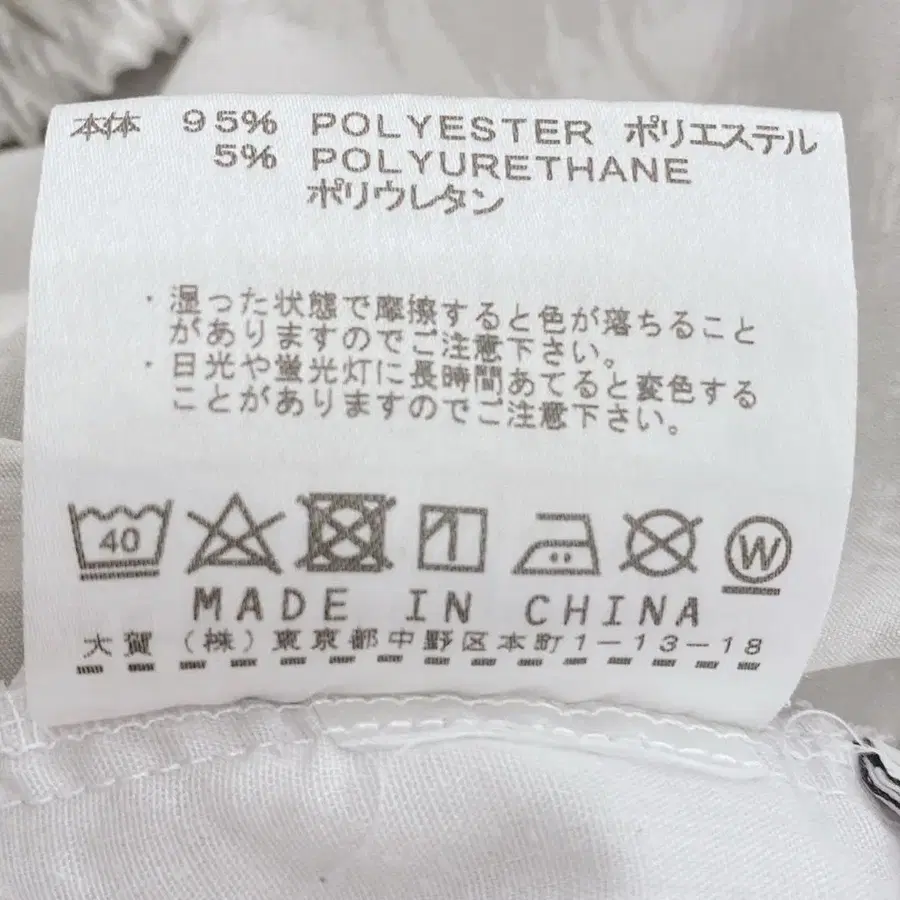 本体 95% POLYESTER ポリエステル
5% POLYURETHANE
ポリウレタン
・湿った状態で摩擦すると色が落ちること
がありますのでご注意下さい。
・日光や蛍光灯に長時間あてると変色する
ことがありますのでご注意下さい。
40 W
MADE IN CHINA
大賀（株）東京都中野区本町1－13－18